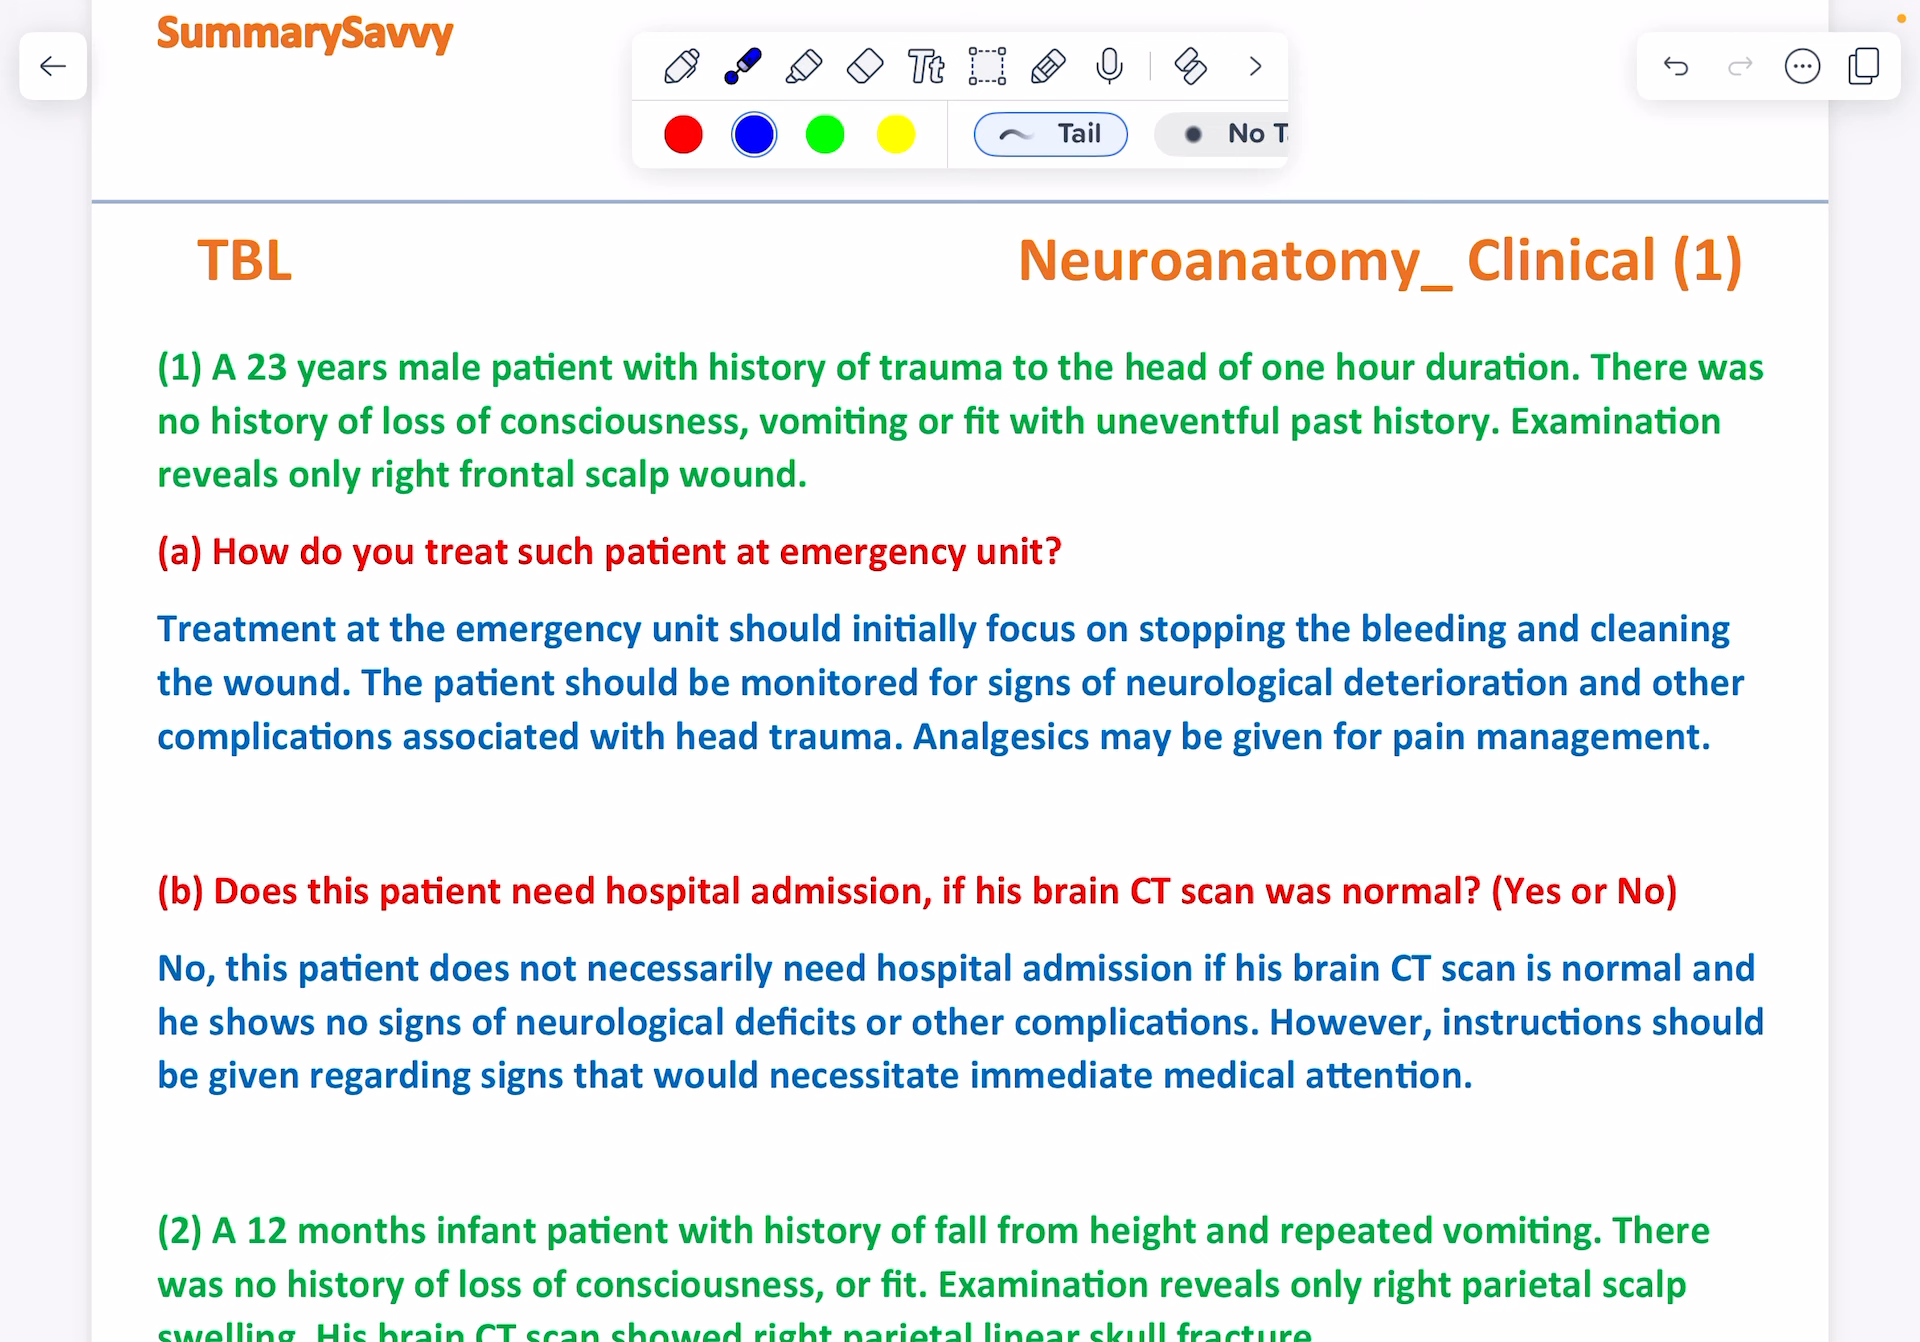 SummarySavvy
Tt
Tail
No T
TBL
Neuroanatomy_ Clinical (1)
(1) A 23 years male patient with history of trauma to the head of one hour duration. There was
no history of loss of consciousness, vomiting or fit with uneventful past history. Examination
reveals only right frontal scalp wound.
(a) How do you treat such patient at emergency unit?
Treatment at the emergency unit should initially focus on stopping the bleeding and cleaning
the wound. The patient should be monitored for signs of neurological deterioration and other
complications associated with head trauma. Analgesics may be given for pain management.
(b) Does this patient need hospital admission, if his brain CT scan was normal? (Yes or No)
No, this patient does not necessarily need hospital admission if his brain CT scan is normal and
he shows no signs of neurological deficits or other complications. However, instructions should
be given regarding signs that would necessitate immediate medical attention.
(2) A 12 months infant patient with history of fall from height and repeated vomiting. There
was no history of loss of consciousness, or fit. Examination reveals only right parietal scalp
swelling. His brain CT scan showed right parietal linear skull fracture.